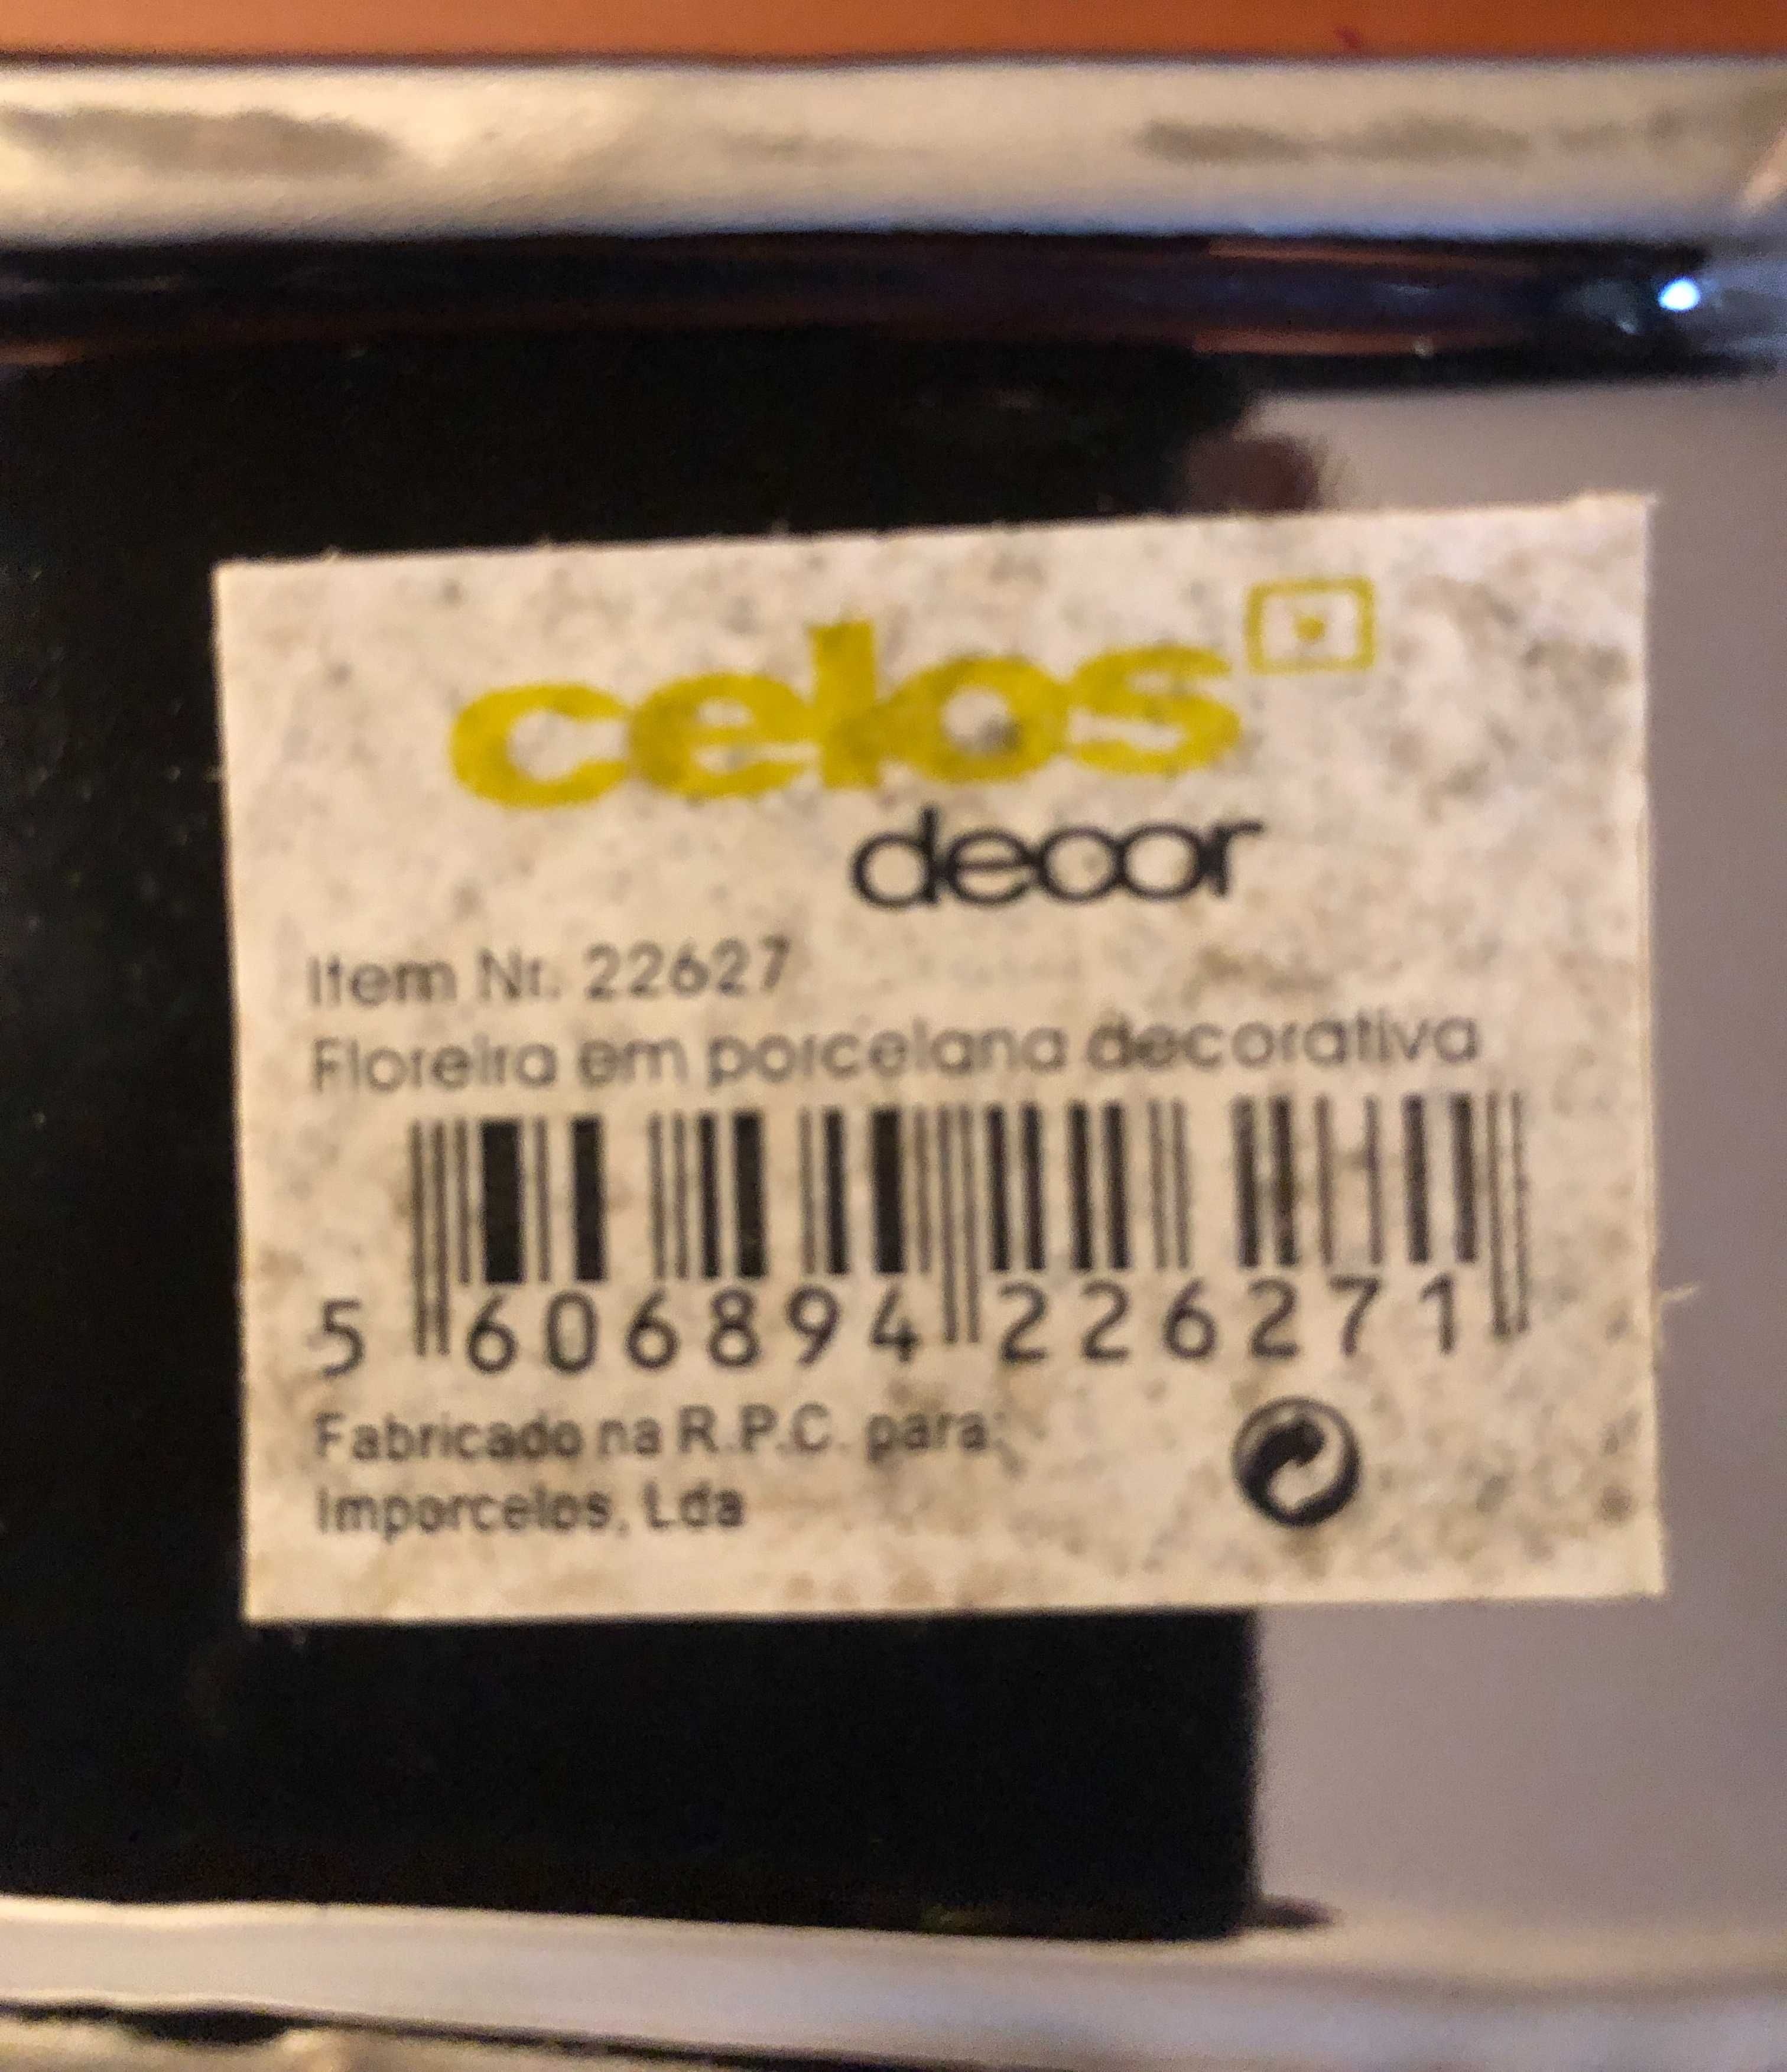 celos
decor
Item Nr. 22627
Floreira em porcelana decorativa
5 606894 226271
Fabricado na R.P.C. para:
Imporcelos, Lda